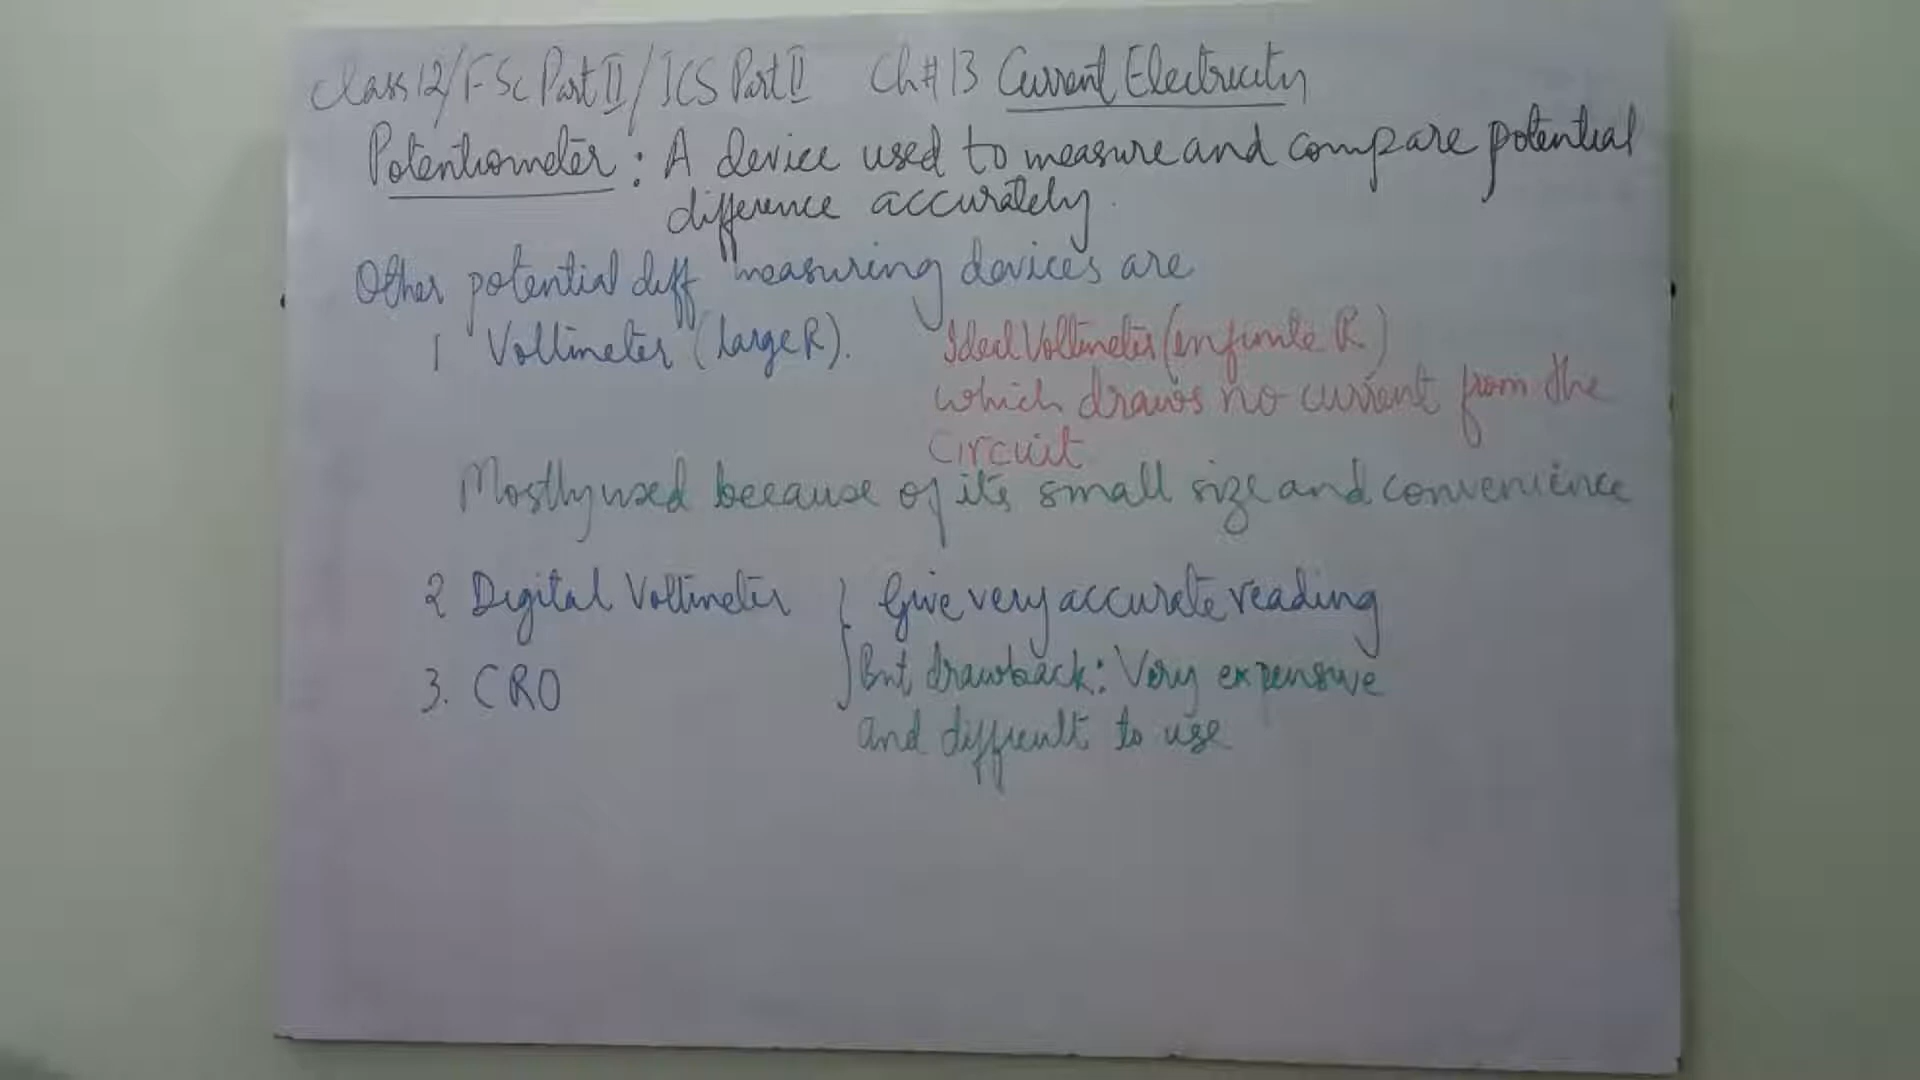 Class 12/F-Sc Part II/ICS Part II Ch#13 Current Electricity
Potentiometer: A device used to measure and compare potential
difference accurately.
Other potential diff measuring devices are
1 Voltmeter (large R). Ideal Voltmeter (infinite R)
which draws no current from the
circuit
Mostly used because of its small size and convenience
2 Digital Voltmeter } Give very accurate reading
3. CRO But drawback: Very expensive
and difficult to use